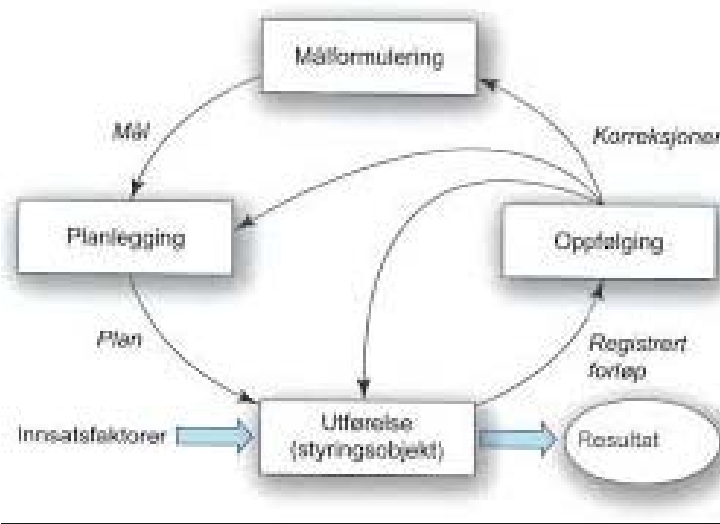 Målformulering
Mål
Korreksjoner
Planlegging
Oppfølging
Plan
Registrert
forløp
Innsatsfaktorer
Utførelse
(styringsobjekt)
Resultat